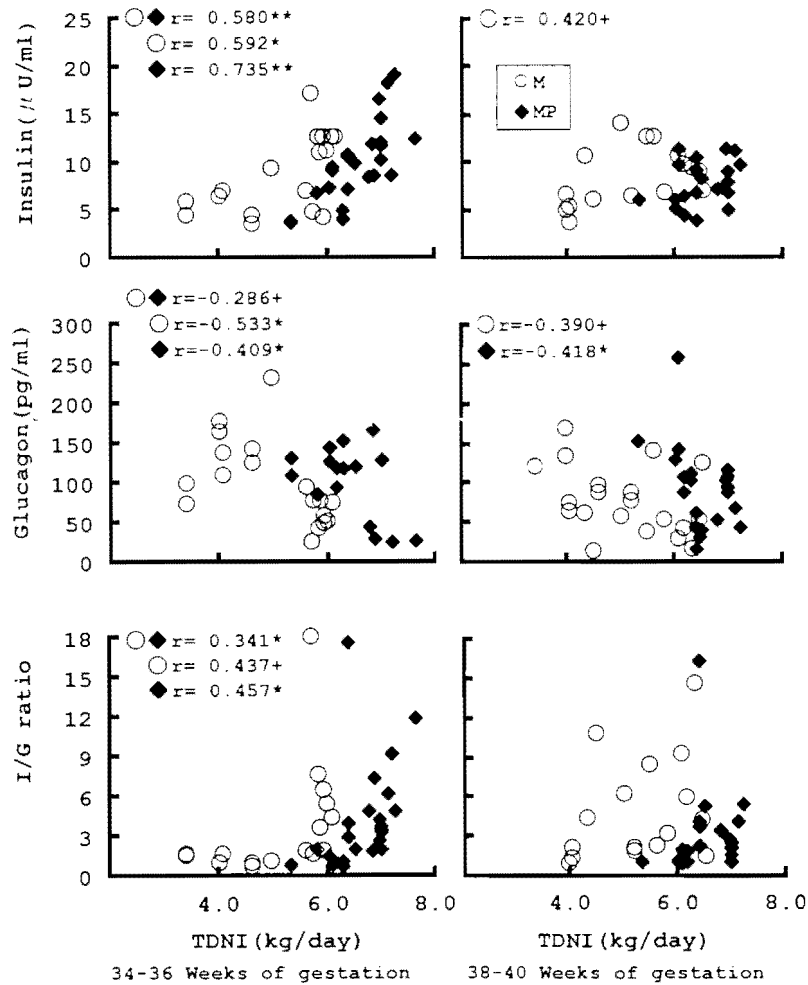 Insulin(μU/ml)
25
20
15
10
5
0
r= 0.580**
r= 0.592*
r= 0.735**
r= 0.420+
M
MP
Glucagon(pg/ml)
300
250
200
150
100
50
0
r=-0.286+
r=-0.533*
r=-0.409*
r=-0.390+
r=-0.418*
I/G ratio
18
15
12
9
6
3
0
r= 0.341*
r= 0.437+
r= 0.457*
4.0 6.0 8.0
TDNI(kg/day)
34-36 Weeks of gestation
4.0 6.0 8.0
TDNI(kg/day)
38-40 Weeks of gestation